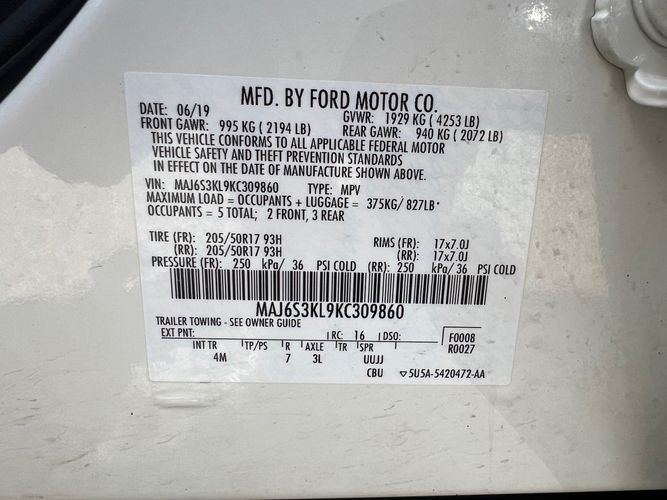 MFD. BY FORD MOTOR CO.
DATE: 06/19 GVWR: 1929 KG ( 4253 LB)
FRONT GAWR: 995 KG ( 2194 LB) REAR GAWR: 940 KG ( 2072 LB)
THIS VEHICLE CONFORMS TO ALL APPLICABLE FEDERAL MOTOR
VEHICLE SAFETY AND THEFT PREVENTION STANDARDS
IN EFFECT ON THE DATE OF MANUFACTURE SHOWN ABOVE.
VIN: MAJ6S3KL9KC309860 TYPE: MPV
MAXIMUM LOAD = OCCUPANTS + LUGGAGE = 375KG/ 827LB*
OCCUPANTS = 5 TOTAL; 2 FRONT, 3 REAR
TIRE (FR): 205/50R17 93H RIMS (FR): 17x7.0J
(RR): 205/50R17 93H (RR): 17x7.0J
PRESSURE (FR): 250 kPa/ 36 PSI COLD (RR): 250 kPa/ 36 PSI COLD
MAJ6S3KL9KC309860
TRAILER TOWING - SEE OWNER GUIDE
EXT PNT: RC: 16 DSO: F0008
R0027
INT TR TP/PS R AXLE TR SPR
4M 7 3L UUJJ
CBU ▽5U5A-5420472-AA